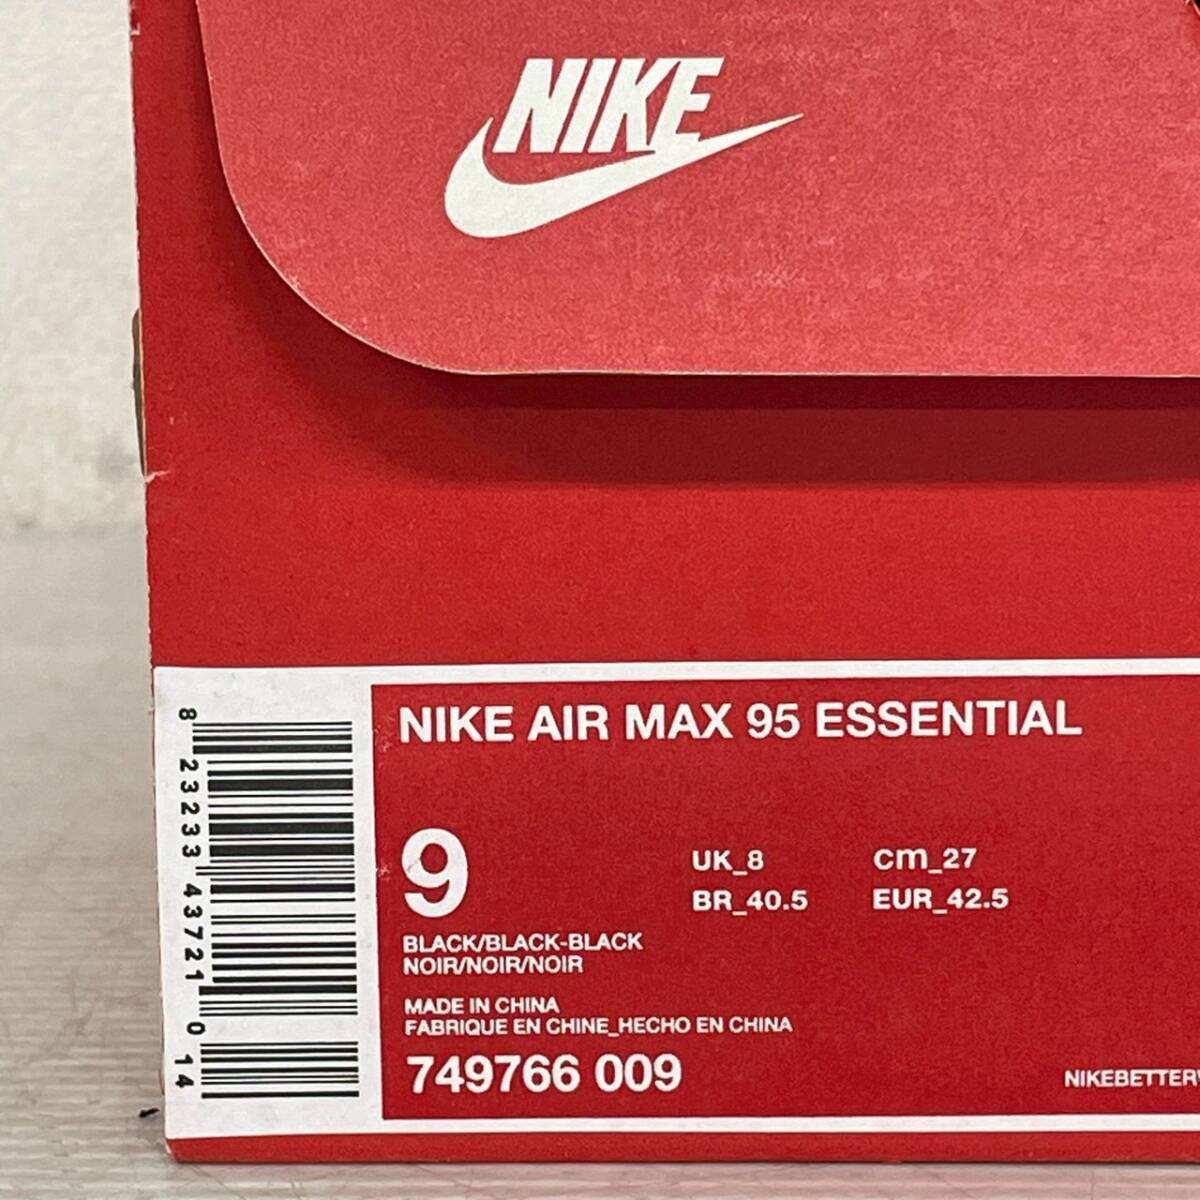 NIKE
NIKE AIR MAX 95 ESSENTIAL
9
UK_8
cm_27
BR_40.5
EUR_42.5
BLACK/BLACK-BLACK
NOIR/NOIR/NOIR
MADE IN CHINA
FABRIQUE EN CHINE_HECHO EN CHINA
749766 009
8 23233 43721 0 14